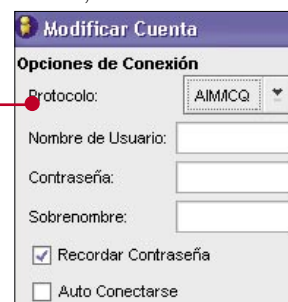 Modificar Cuenta
Opciones de Conexión
Protocolo: AIM/ICQ
Nombre de Usuario:
Contraseña:
Sobrenombre:
Recordar Contraseña
Auto Conectarse